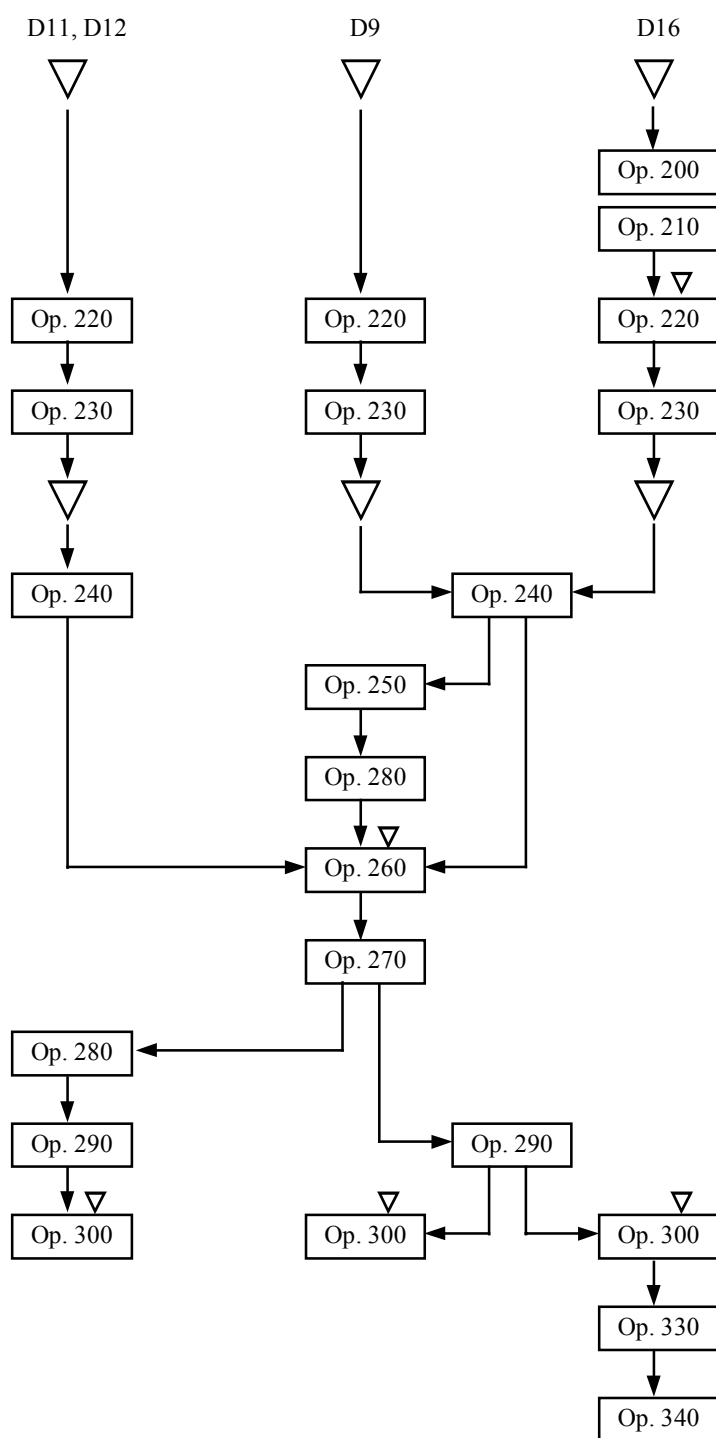 D11, D12 D9 D16
Op. 200
Op. 210
Op. 220 Op. 220 Op. 220
Op. 230 Op. 230 Op. 230
Op. 240 Op. 240
Op. 250
Op. 280
Op. 260
Op. 270
Op. 280
Op. 290 Op. 290
Op. 300 Op. 300 Op. 300
Op. 330
Op. 340